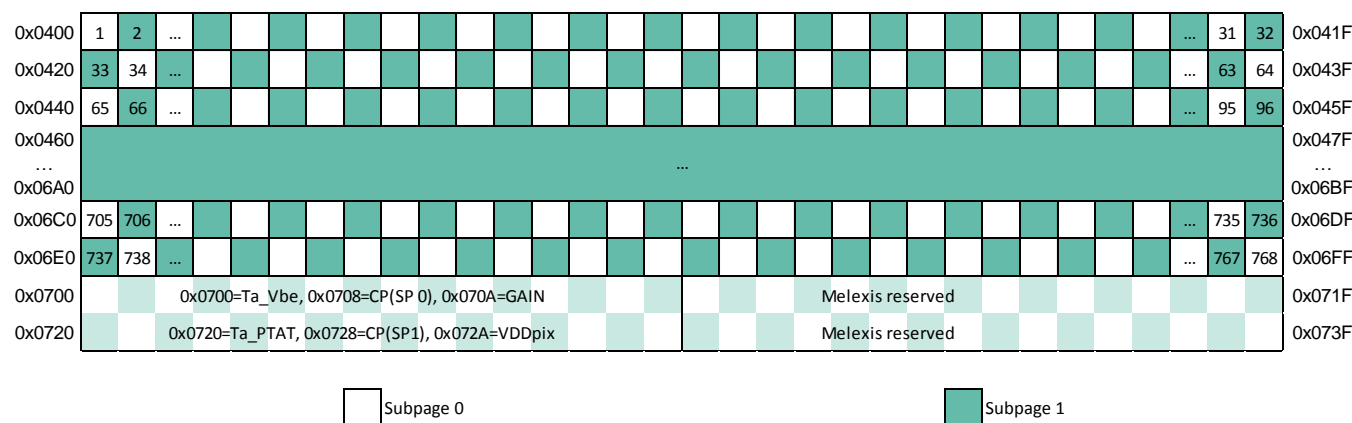 0x0400 1 2 ... ... 31 32 0x041F
0x0420 33 34 ... ... 63 64 0x043F
0x0440 65 66 ... ... 95 96 0x045F
0x0460 0x047F
... ... ...
0x06A0 0x06BF
0x06C0 705 706 ... ... 735 736 0x06DF
0x06E0 737 738 ... ... 767 768 0x06FF
0x0700 0x0700=Ta_Vbe, 0x0708=CP(SP 0), 0x070A=GAIN Melexis reserved 0x071F
0x0720 0x0720=Ta_PTAT, 0x0728=CP(SP1), 0x072A=VDDpix Melexis reserved 0x073F
Subpage 0 Subpage 1